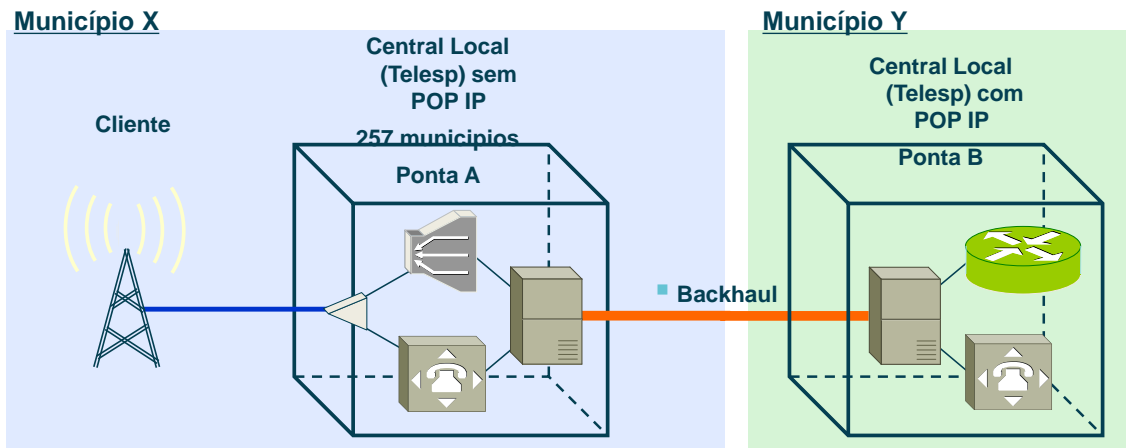 Município X
Município Y
Central Local
(Telesp) sem
POP IP
257 municipios
Ponta A
Cliente
Central Local
(Telesp) com
POP IP
Ponta B
Backhaul